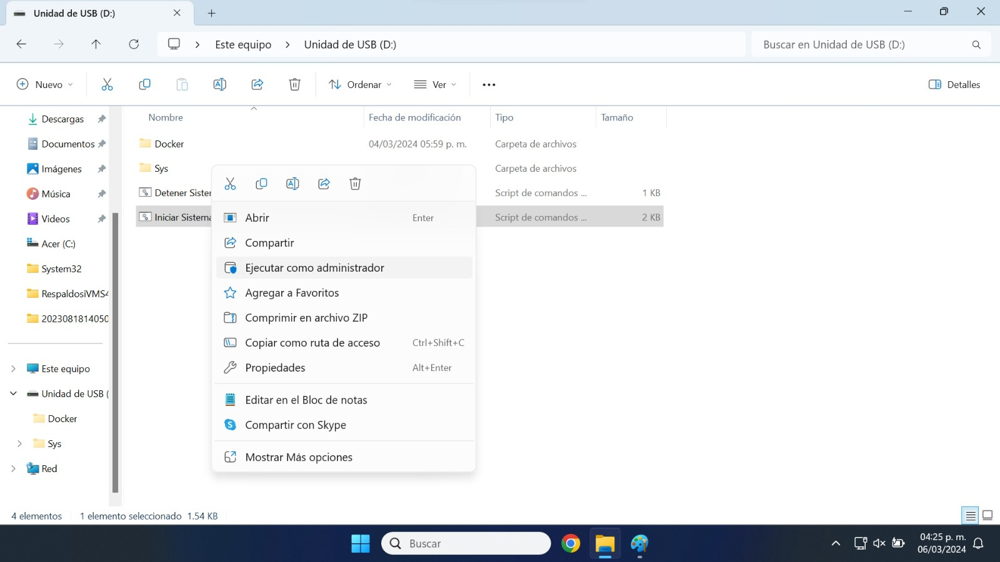 Unidad de USB (D:)
Este equipo > Unidad de USB (D:)
Buscar en Unidad de USB (D:)
Nuevo
Ordenar
Ver
Detalles
Descargas
Documentos
Imágenes
Música
Videos
Acer (C:)
System32
RespaldosiVMS4
2023081814050
Este equipo
Unidad de USB (
Docker
Sys
Red
Nombre Fecha de modificación Tipo Tamaño
Docker 04/03/2024 05:59 p. m. Carpeta de archivos
Sys Carpeta de archivos
Detener Sister Script de comandos ... 1 KB
Iniciar Sistema Script de comandos ... 2 KB
Abrir Enter
Compartir
Ejecutar como administrador
Agregar a Favoritos
Comprimir en archivo ZIP
Copiar como ruta de acceso Ctrl+Shift+C
Propiedades Alt+Enter
Editar en el Bloc de notas
Compartir con Skype
Mostrar Más opciones
4 elementos 1 elemento seleccionado 1.54 KB
Buscar
04:25 p. m.
06/03/2024